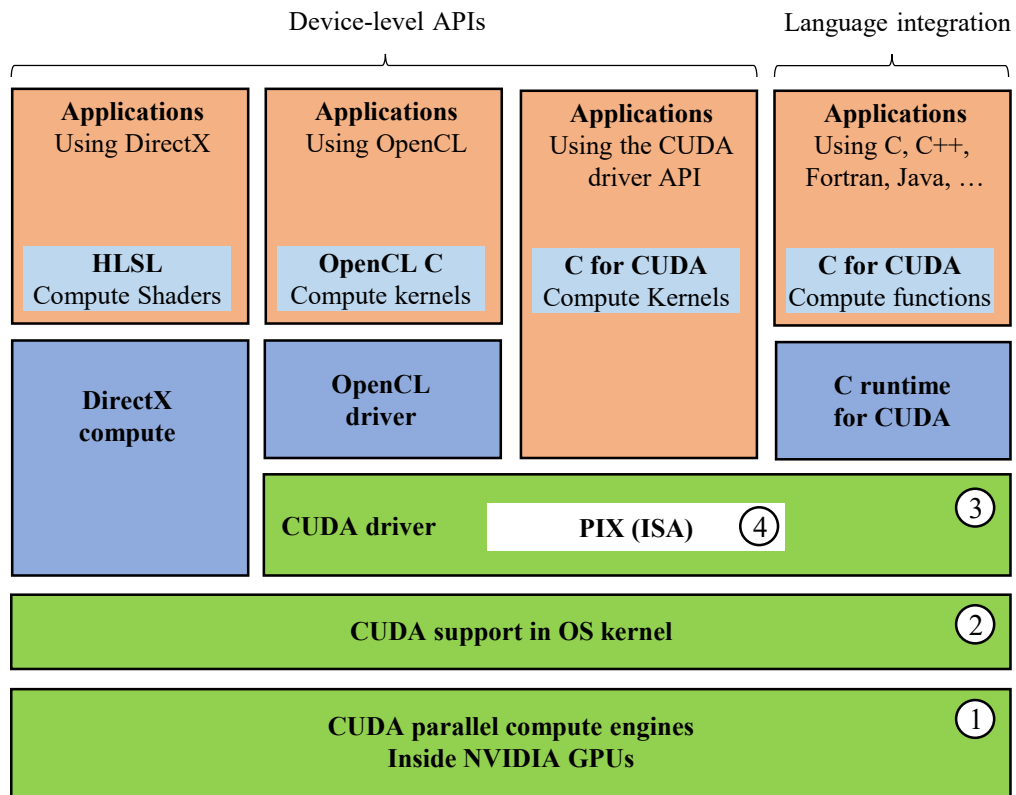 Device-level APIs
Language integration
Applications
Using DirectX
HLSL
Compute Shaders
Applications
Using OpenCL
OpenCL C
Compute kernels
Applications
Using the CUDA
driver API
C for CUDA
Compute Kernels
Applications
Using C, C++,
Fortran, Java, …
C for CUDA
Compute functions
DirectX
compute
OpenCL
driver
C runtime
for CUDA
CUDA driver
PIX (ISA)
4
3
CUDA support in OS kernel
2
CUDA parallel compute engines
Inside NVIDIA GPUs
1